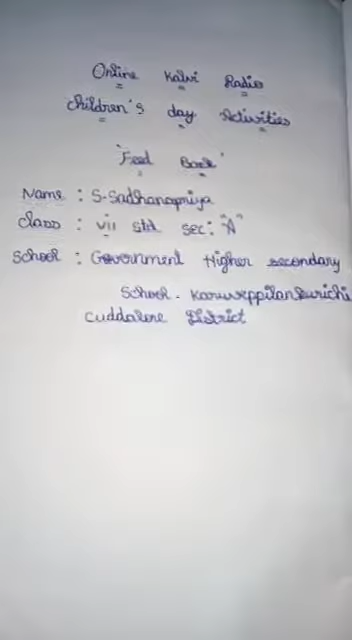 Online Kalvi Radio
Children's day Activities
"Feed Back"
Name : S-Sadhanapriya
class : vii std sec: "A"
School : Government Higher secondary
School - Karuveppilankurichi
Cuddalore District